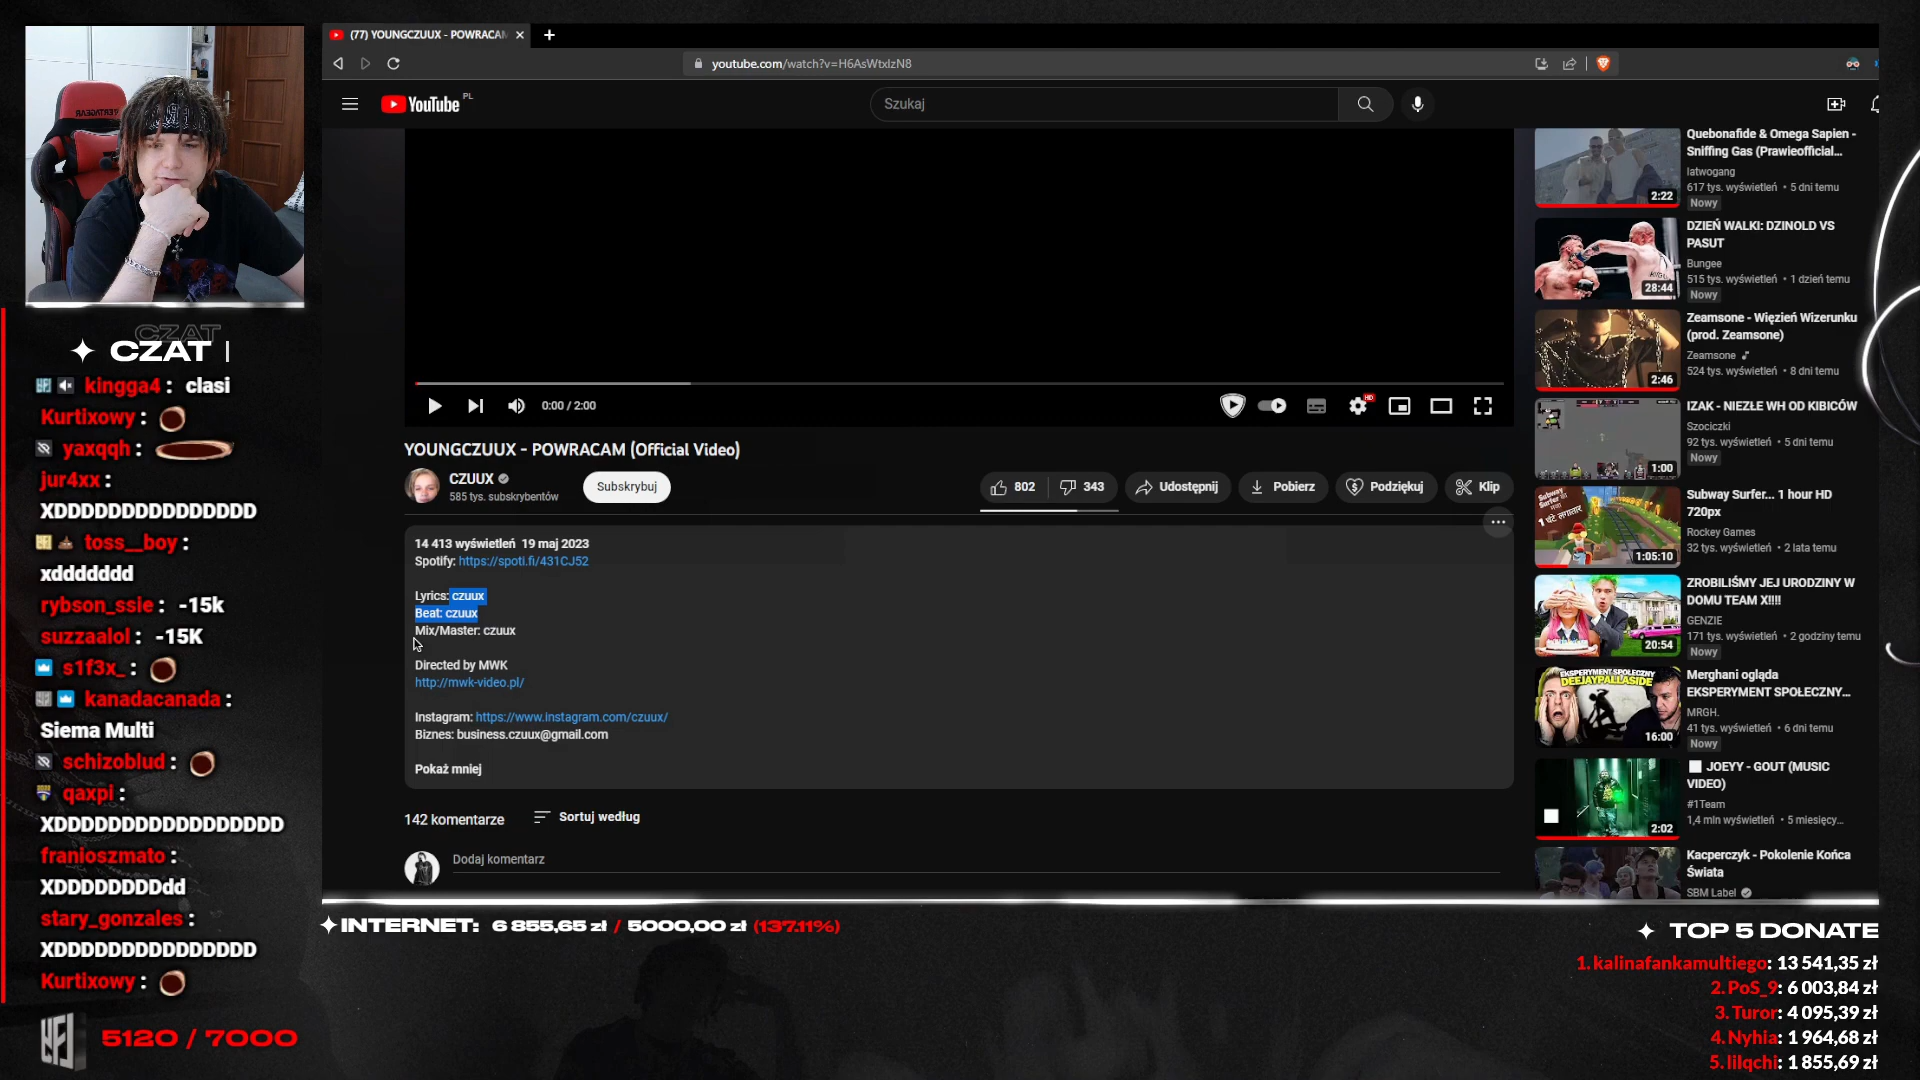 CZAT
✦ CZAT |
kingga4 : clasi
Kurtixowy :
yaxqqh :
jur4xx :
XDDDDDDDDDDDDDDD
toss__boy :
xddddddd
rybson_ssie : -15k
suzzaalol : -15K
s1f3x_ :
kanadacanada :
Siema Multi
schizoblud :
qaxpi :
XDDDDDDDDDDDDDDDDD
franioszmato :
XDDDDDDDDdd
stary_gonzales :
XDDDDDDDDDDDDDDD
Kurtixowy :
5120 / 7000
(77) YOUNGCZUUX - POWRACAM
youtube.com/watch?v=H6AsWtxlzN8
YouTube PL
Szukaj
0:00 / 2:00
HD
YOUNGCZUUX - POWRACAM (Official Video)
CZUUX
585 tys. subskrybentów
Subskrybuj
802
343
Udostępnij
Pobierz
Podziękuj
Klip
14 413 wyświetleń 19 maj 2023
Spotify: https://spoti.fi/431CJ52
Lyrics: czuux
Beat: czuux
Mix/Master: czuux
Directed by MWK
http://mwk-video.pl/
Instagram: https://www.instagram.com/czuux/
Biznes: business.czuux@gmail.com
Pokaż mniej
142 komentarze
Sortuj według
Dodaj komentarz
Quebonafide & Omega Sapien -
Sniffing Gas (Prawieofficial...
latwogang
617 tys. wyświetleń • 5 dni temu
Nowy
2:22
DZIEŃ WALKI: DZINOLD VS
PASUT
Bungee
515 tys. wyświetleń • 1 dzień temu
Nowy
28:44
Zeamsone - Więzień Wizerunku
(prod. Zeamsone)
Zeamsone
524 tys. wyświetleń • 8 dni temu
2:46
IZAK - NIEZŁE WH OD KIBICÓW
Szociczki
92 tys. wyświetleń • 5 dni temu
Nowy
1:00
Subway Surfer... 1 hour HD
720px
Rockey Games
32 tys. wyświetleń • 2 lata temu
Subway
Surfer
1:05:10
ZROBILIŚMY JEJ URODZINY W
DOMU TEAM X!!!!
GENZIE
171 tys. wyświetleń • 2 godziny temu
Nowy
20:54
Merghani ogląda
EKSPERYMENT SPOŁECZNY...
MRGH.
41 tys. wyświetleń • 6 dni temu
Nowy
EKSPERYMENT SPOŁECZNY
DEEJAYPALLASIDE
16:00
JOEYY - GOUT (MUSIC
VIDEO)
#1Team
1,4 mln wyświetleń • 5 miesięcy...
2:02
Kacperczyk - Pokolenie Końca
Świata
SBM Label
✦ INTERNET: 6 855,65 zł / 5000,00 zł (137.11%)
✦ TOP 5 DONATE
1. kalinafankamultiego: 13 541,35 zł
2. PoS_9: 6 003,84 zł
3. Turor: 4 095,39 zł
4. Nyhia: 1 964,68 zł
5. lilqchi: 1 855,69 zł